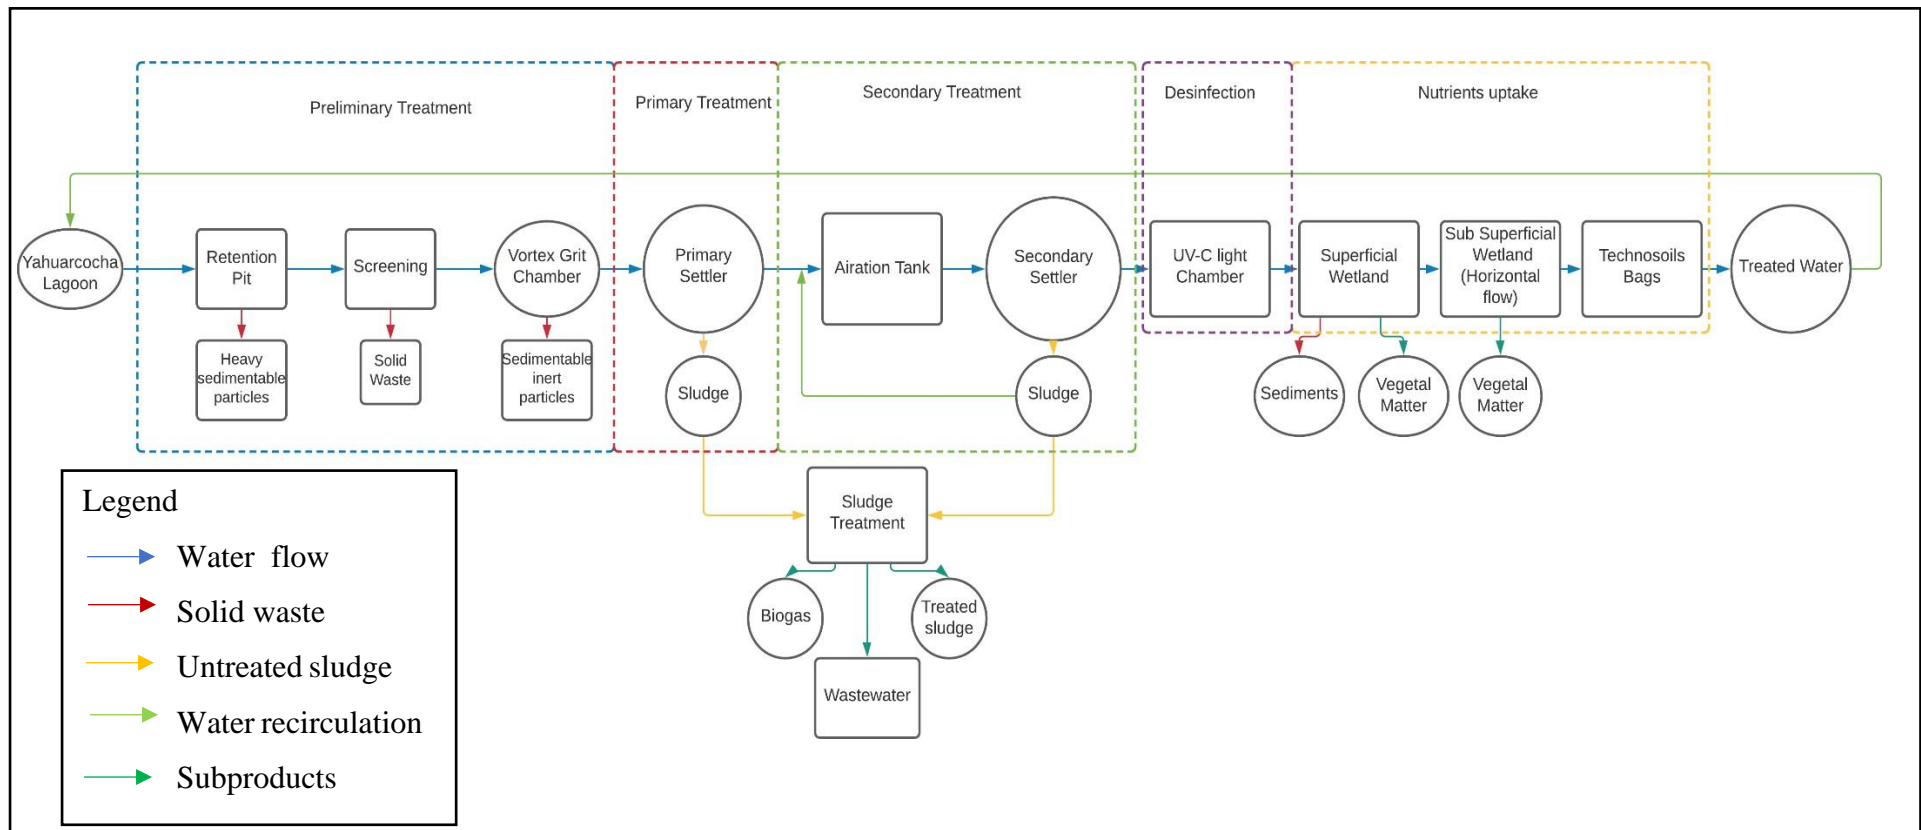 Preliminary Treatment
Primary Treatment
Secondary Treatment
Desinfection
Nutrients uptake
Yahuarcocha
Lagoon
Retention
Pit
Screening
Vortex Grit
Chamber
Primary
Settler
Airation Tank
Secondary
Settler
UV-C light
Chamber
Superficial
Wetland
Sub Superficial
Wetland
(Horizontal
flow)
Technosoils
Bags
Treated Water
Heavy
sedimentable
particles
Solid
Waste
Sedimentable
inert
particles
Sludge
Sludge
Sediments
Vegetal
Matter
Vegetal
Matter
Sludge
Treatment
Biogas
Treated
sludge
Wastewater
Legend
Water flow
Solid waste
Untreated sludge
Water recirculation
Subproducts